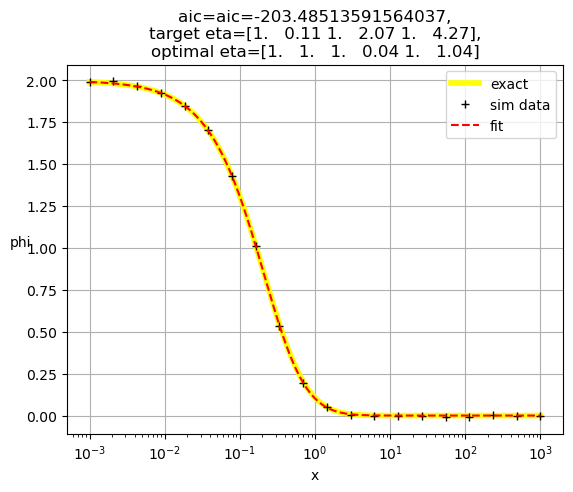 aic=aic=-203.48513591564037,
target eta=[1.   0.11 1.   2.07 1.   4.27],
optimal eta=[1.   1.   1.   0.04 1.   1.04]
2.00
1.75
1.50
1.25
1.00
0.75
0.50
0.25
0.00
phi
exact
sim data
fit
10⁻³ 10⁻² 10⁻¹ 10⁰ 10¹ 10² 10³
x